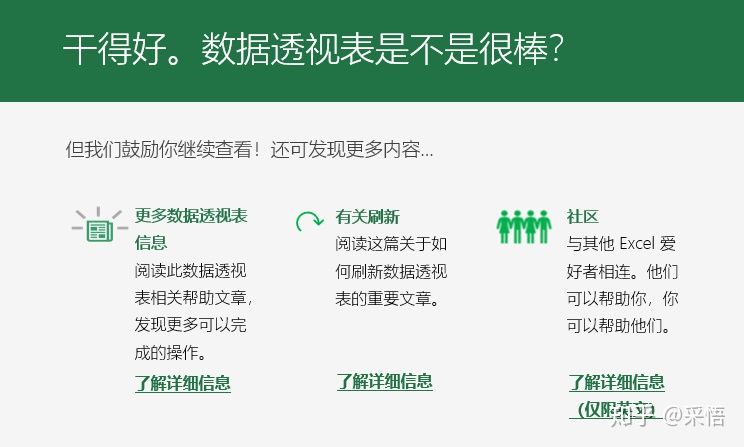 干得好。数据透视表是不是很棒？
但我们鼓励你继续查看！还可发现更多内容...
更多数据透视表
信息
阅读此数据透视
表相关帮助文章，
发现更多可以完
成的操作。
了解详细信息
有关刷新
阅读这篇关于如
何刷新数据透视
表的重要文章。
了解详细信息
社区
与其他 Excel 爱
好者相连。他们
可以帮助你，你
可以帮助他们。
了解详细信息
（仅限英文）
知乎 @采悟